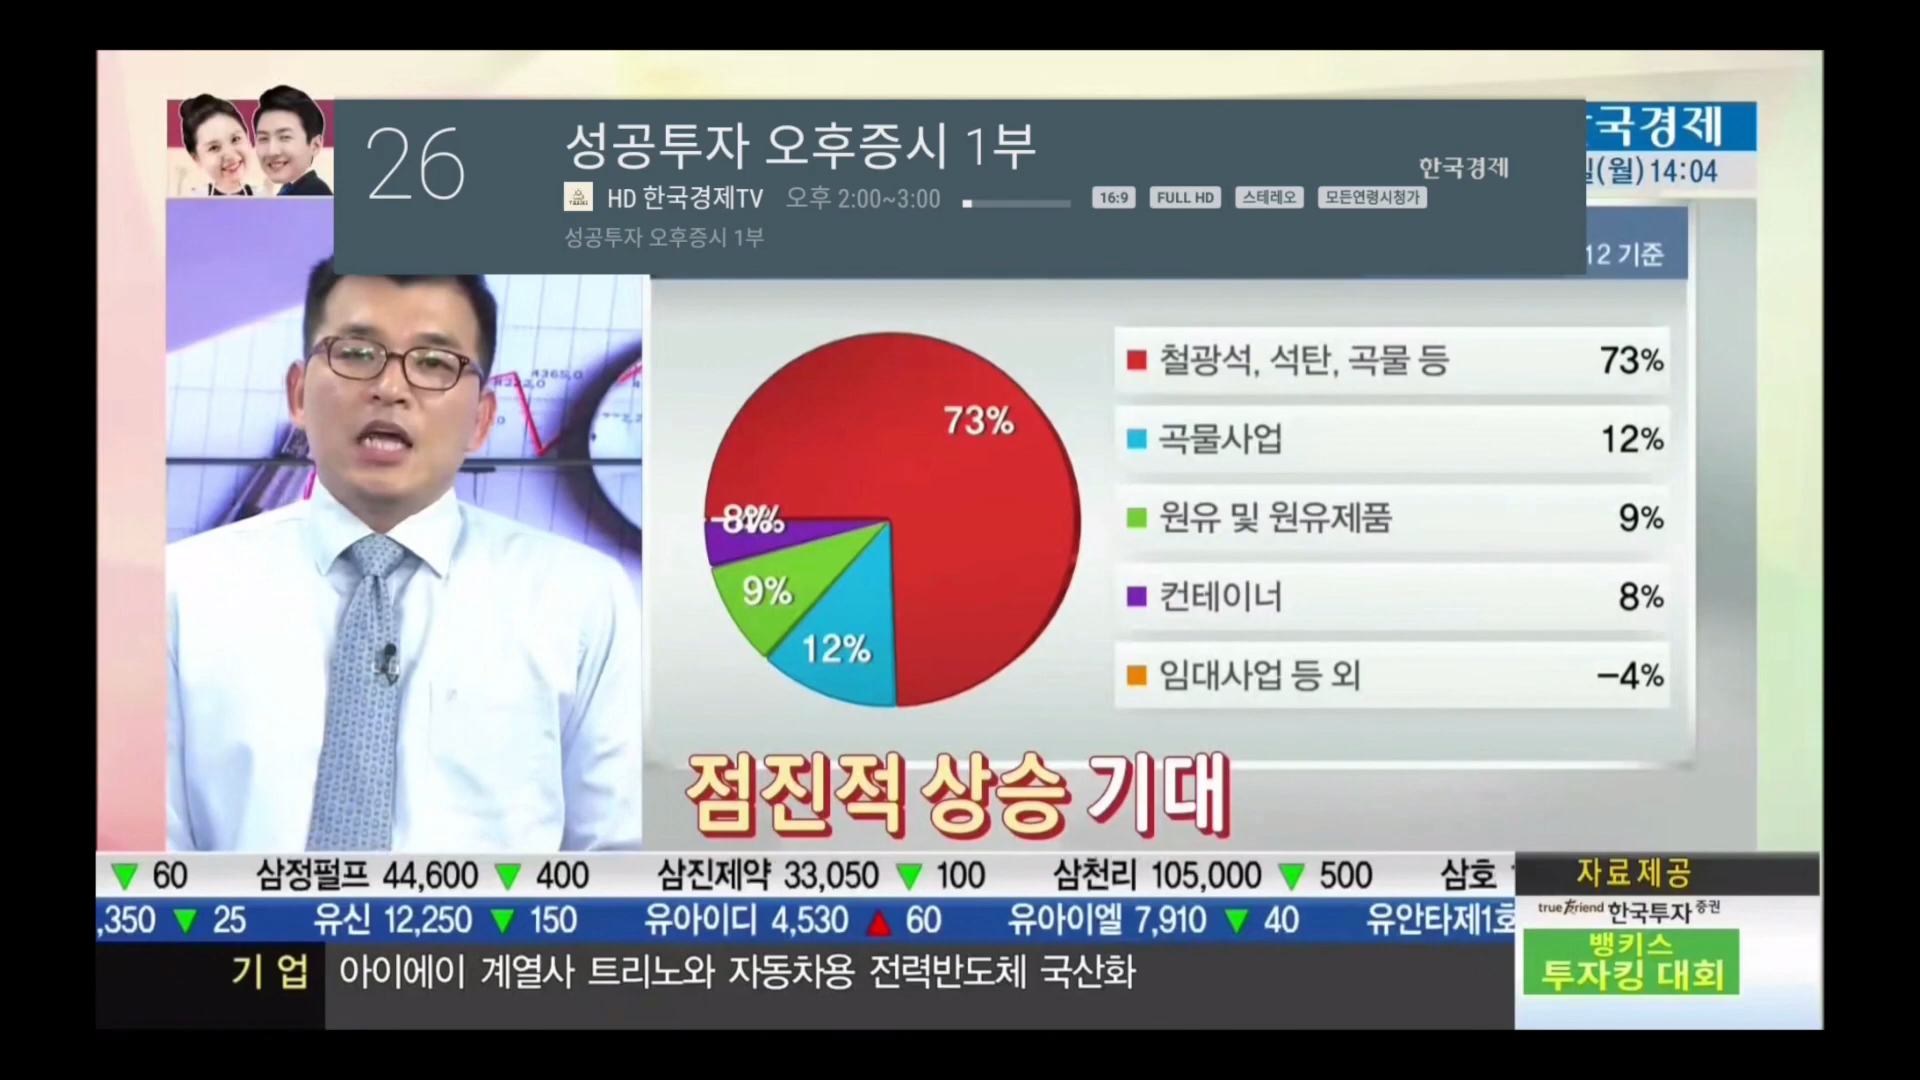 26
성공투자 오후증시 1부
HD 한국경제TV 오후 2:00~3:00 16:9 FULL HD 스테레오 모든연령시청가
성공투자 오후증시 1부
한국경제
국경제
(월)14:04
12 기준
73%
8%
9%
12%
철광석, 석탄, 곡물 등 73%
곡물사업 12%
원유 및 원유제품 9%
컨테이너 8%
임대사업 등 외 -4%
점진적 상승 기대
▼ 60 삼정펄프 44,600 ▼ 400 삼진제약 33,050 ▼ 100 삼천리 105,000 ▼ 500 삼호
,350 ▼ 25 유신 12,250 ▼ 150 유아이디 4,530 ▲ 60 유아이엘 7,910 ▼ 40 유안타제1호
기 업 아이에이 계열사 트리노와 자동차용 전력반도체 국산화
자료제공
true friend 한국투자증권
뱅키스
투자킹 대회